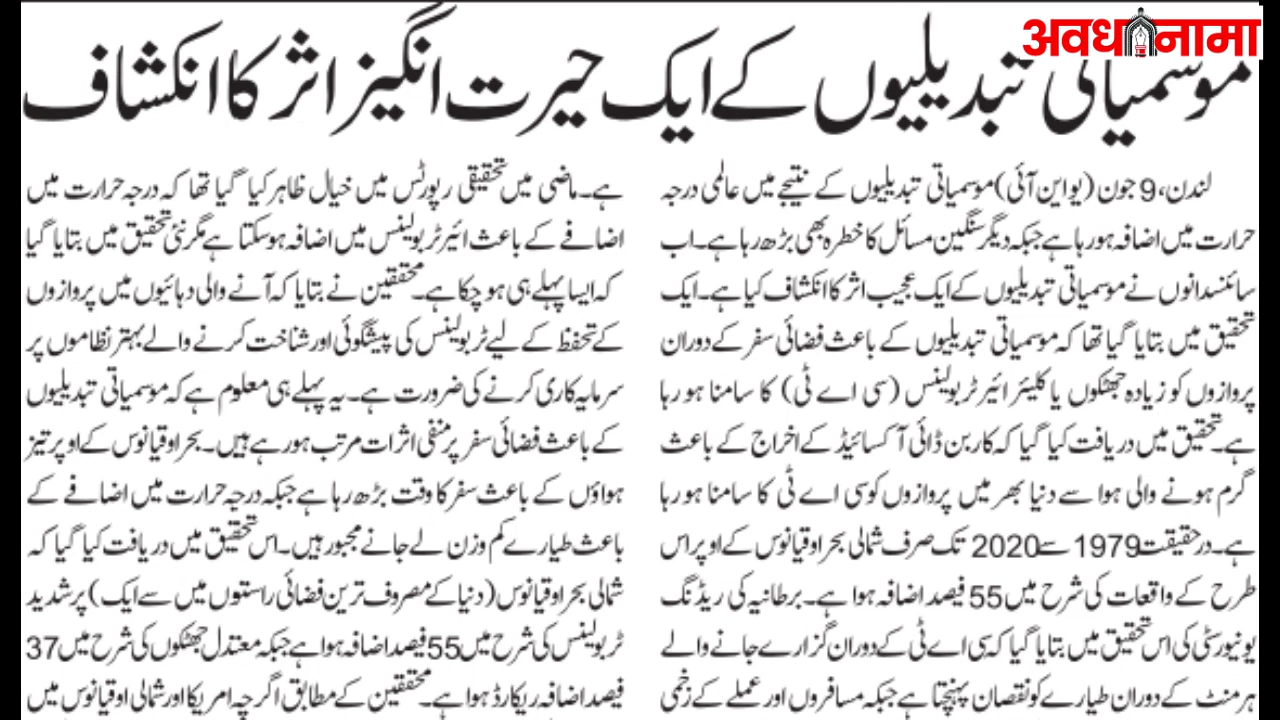 अवधनामा
موسمیاتی تبدیلیوں کے ایک حیرت انگیز اثر کا انکشاف
لندن، 9 جون (یو این آئی) موسمیاتی تبدیلیوں کے نتیجے میں عالمی درجہ
حرارت میں اضافہ ہو رہا ہے جبکہ دیگر سنگین مسائل کا خطرہ بھی بڑھ رہا ہے۔ اب
سائنسدانوں نے موسمیاتی تبدیلیوں کے ایک عجیب اثر کا انکشاف کیا ہے۔ ایک
تحقیق میں بتایا گیا تھا کہ موسمیاتی تبدیلیوں کے باعث فضائی سفر کے دوران
پروازوں کو زیادہ جھٹکوں یا کلیئر ائیر ٹربولینس (سی اے ٹی) کا سامنا ہو رہا
ہے۔ تحقیق میں دریافت کیا گیا کہ کاربن ڈائی آکسائیڈ کے اخراج کے باعث
گرم ہونے والی ہوا سے دنیا بھر میں پروازوں کو سی اے ٹی کا سامنا ہو رہا
ہے۔ درحقیقت 1979 سے 2020 تک صرف شمالی بحر اوقیانوس کے اوپر اس
طرح کے واقعات کی شرح میں 55 فیصد اضافہ ہوا ہے۔ برطانیہ کی ریڈنگ
یونیورسٹی کی اس تحقیق میں بتایا گیا کہ سی اے ٹی کے دوران گزارے جانے والے
ہر منٹ کے دوران طیارے کو نقصان پہنچتا ہے جبکہ مسافروں اور عملے کے زخمی
ہے۔ ماضی میں تحقیقی رپورٹس میں خیال ظاہر کیا گیا تھا کہ درجہ حرارت میں
اضافے کے باعث ائیر ٹربولینس میں اضافہ ہو سکتا ہے مگر نئی تحقیق میں بتایا گیا
کہ ایسا پہلے ہی ہو چکا ہے۔ محققین نے بتایا کہ آنے والی دہائیوں میں پروازوں
کے تحفظ کے لیے ٹربولینس کی پیشگوئی اور شناخت کرنے والے بہتر نظاموں پر
سرمایہ کاری کرنے کی ضرورت ہے۔ یہ پہلے ہی معلوم ہے کہ موسمیاتی تبدیلیوں
کے باعث فضائی سفر پر منفی اثرات مرتب ہو رہے ہیں۔ بحر اوقیانوس کے اوپر تیز
ہواؤں کے باعث سفر کا وقت بڑھ رہا ہے جبکہ درجہ حرارت میں اضافے کے
باعث طیارے کم وزن لے جانے مجبور ہیں۔ اس تحقیق میں دریافت کیا گیا کہ
شمالی بحر اوقیانوس (دنیا کے مصروف ترین فضائی راستوں میں سے ایک) پر شدید
ٹربولینس کی شرح میں 55 فیصد اضافہ ہوا ہے جبکہ معتدل جھٹکوں کی شرح میں 37
فیصد اضافہ ریکارڈ ہوا ہے۔ محققین کے مطابق اگرچہ امریکا اور شمالی اوقیانوس میں